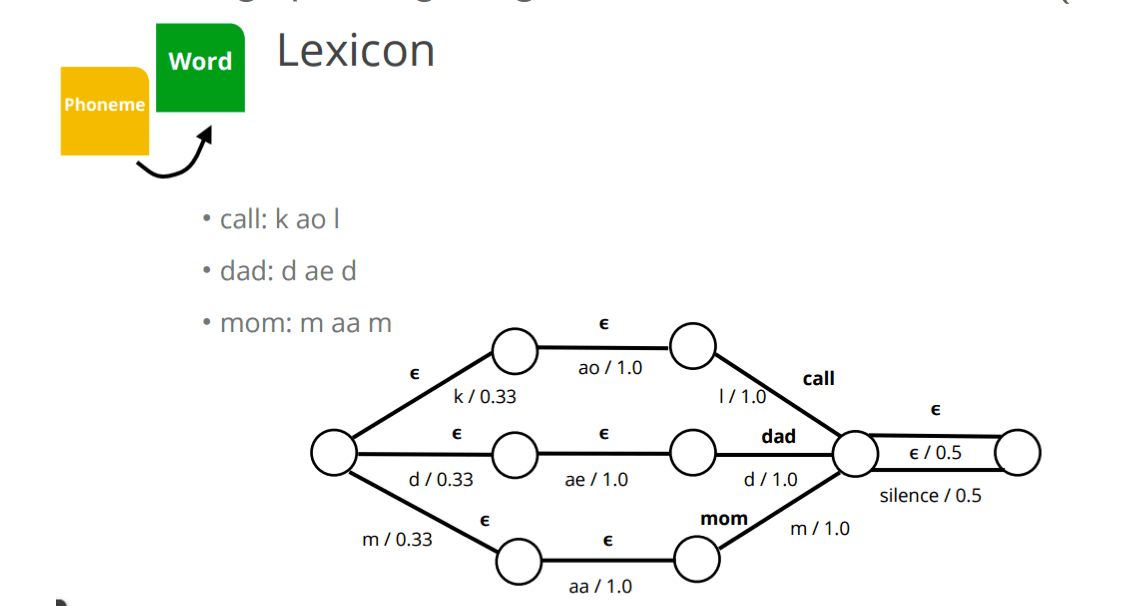 Word
Lexicon
Phoneme
• call: k ao l
• dad: d ae d
• mom: m aa m
ϵ
ao / 1.0
ϵ
k / 0.33
l / 1.0
call
ϵ
ϵ
ϵ
dad
ϵ / 0.5
d / 0.33
ae / 1.0
d / 1.0
silence / 0.5
ϵ
mom
m / 0.33
ϵ
m / 1.0
aa / 1.0